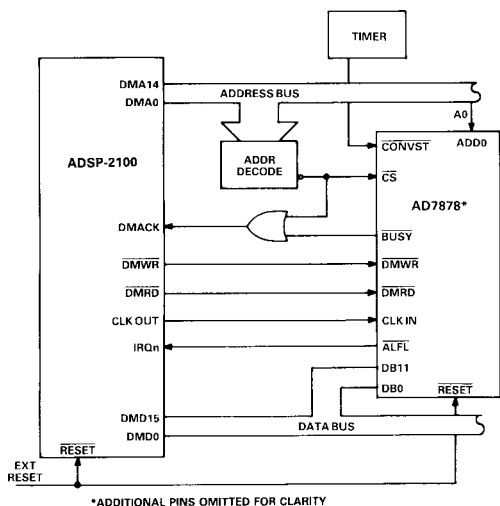 TIMER
DMA14
DMA0
ADDRESS BUS
A0
ADSP-2100
ADDR
DECODE
CONVST
ADD0
CS
AD7878*
DMACK
BUSY
DMWR
DMWR
DMRD
DMRD
CLK OUT
CLK IN
IRQn
ALFL
DB11
DB0
RESET
DMD15
DMD0
DATA BUS
RESET
EXT
RESET
*ADDITIONAL PINS OMITTED FOR CLARITY